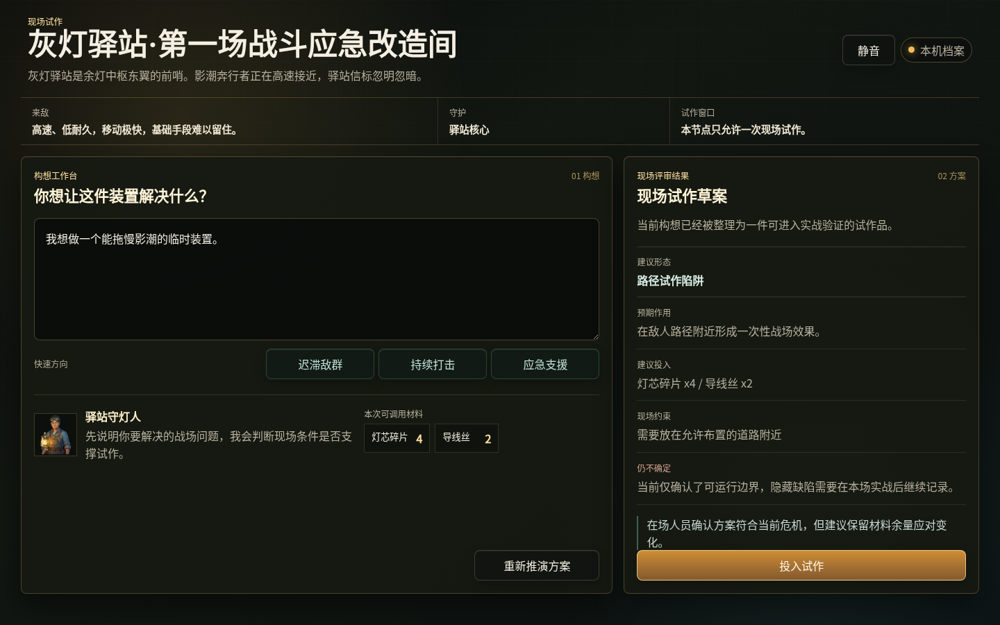 现场试作
灰灯驿站·第一场战斗应急改造间
灰灯驿站是余灯中枢东翼的前哨。影潮奔行者正在高速接近，驿站信标忽明忽暗。
静音
本机档案
来敌
高速、低耐久，移动极快，基础手段难以留住。
守护
驿站核心
试作窗口
本节点只允许一次现场试作。
构想工作台
01 构想
你想让这件装置解决什么？
我想做一个能拖慢影潮的临时装置。
快速方向
迟滞敌群
持续打击
应急支援
驿站守灯人
先说明你要解决的战场问题，我会判断现场条件是否支
撑试作。
本次可调用材料
灯芯碎片 4
导线丝 2
重新推演方案
现场评审结果
02 方案
现场试作草案
当前构想已经被整理为一件可进入实战验证的试作品。
建议形态
路径试作陷阱
预期作用
在敌人路径附近形成一次性战场效果。
建议投入
灯芯碎片 x4 / 导线丝 x2
现场约束
需要放在允许布置的道路附近
仍不确定
当前仅确认了可运行边界，隐藏缺陷需要在本场实战后继续记录。
在场人员确认方案符合当前危机，但建议保留材料余量应对变
化。
投入试作